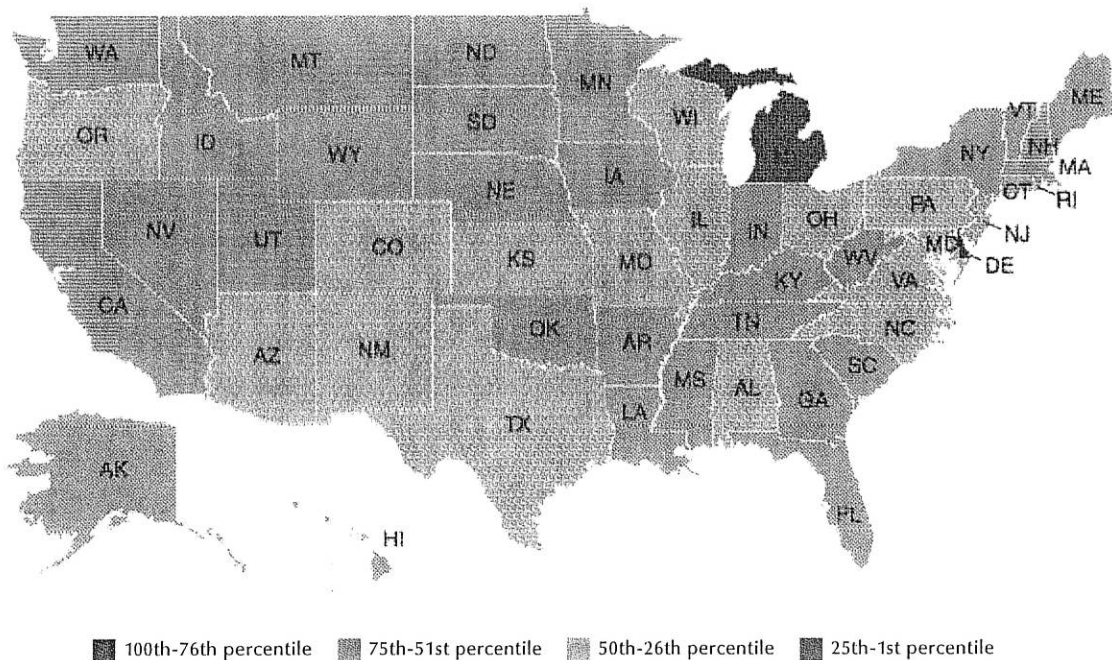 WA
MT
ND
MN
ME
VT
OR
ID
SD
WI
NH
WY
NY
MA
NE
IA
CT
RI
PA
NV
UT
CO
IL
IN
OH
NJ
KS
MO
MD
WV
DE
CA
KY
VA
OK
TN
NC
AZ
NM
AR
SC
MS
AL
GA
TX
LA
AK
FL
HI
100th-76th percentile 75th-51st percentile 50th-26th percentile 25th-1st percentile